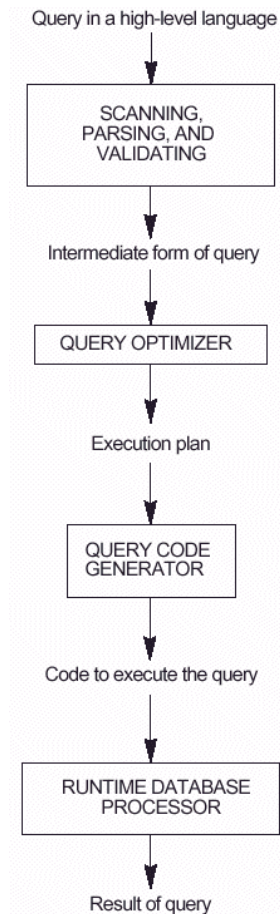 Query in a high-level language
SCANNING,
PARSING, AND
VALIDATING
Intermediate form of query
QUERY OPTIMIZER
Execution plan
QUERY CODE
GENERATOR
Code to execute the query
RUNTIME DATABASE
PROCESSOR
Result of query